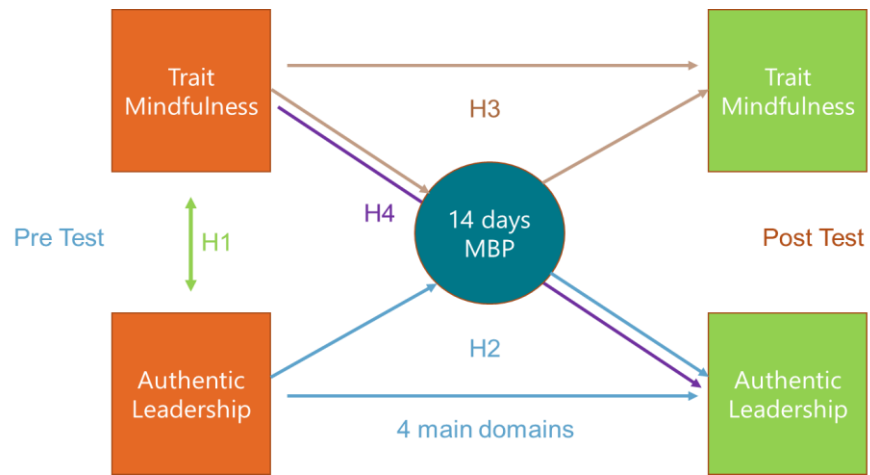 Trait
Mindfulness
Trait
Mindfulness
H3
H4
14 days
MBP
Pre Test
H1
Post Test
H2
Authentic
Leadership
Authentic
Leadership
4 main domains